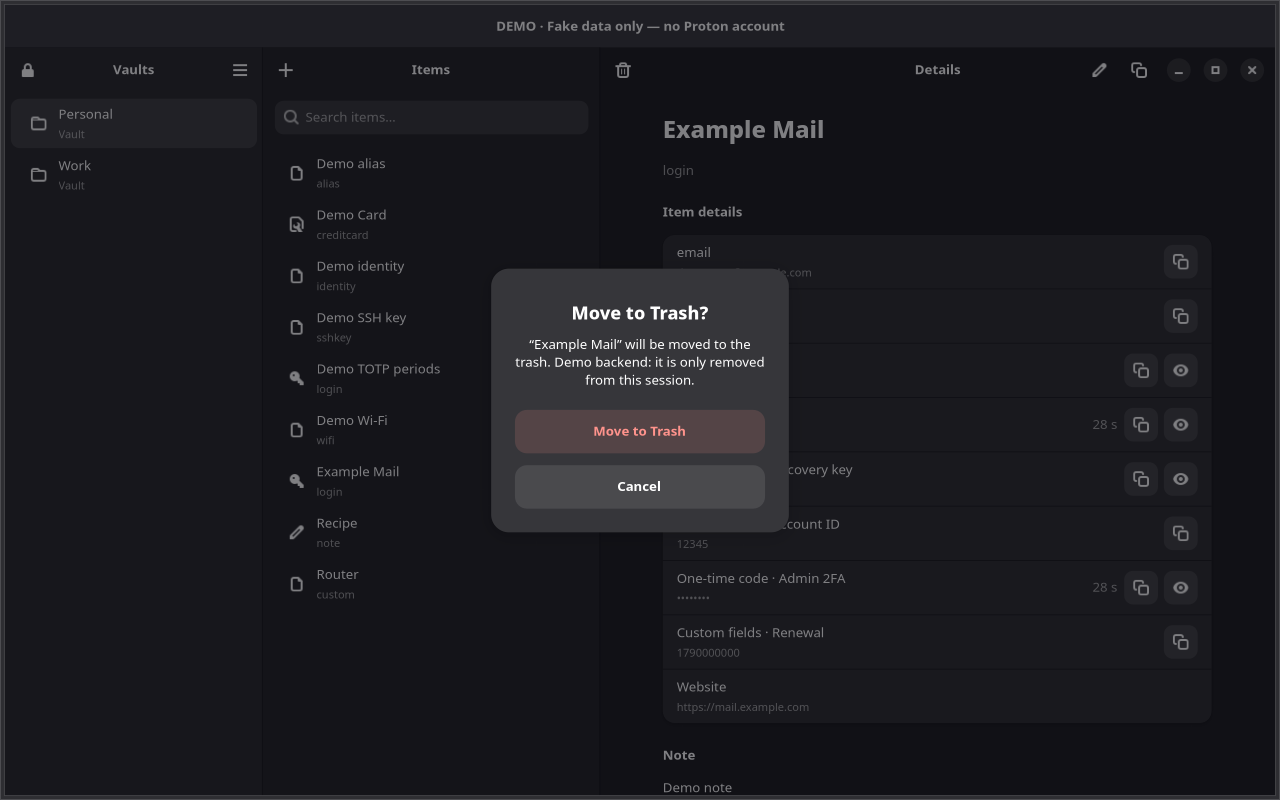 DEMO · Fake data only — no Proton account
Vaults
Items
Details
Personal
Vault
Work
Vault
Search items...
Demo alias
alias
Demo Card
creditcard
Demo identity
identity
Demo SSH key
sshkey
Demo TOTP periods
login
Demo Wi-Fi
wifi
Example Mail
login
Recipe
note
Router
custom
Example Mail
login
Item details
email
.com
28 s
covery key
count ID
12345
One-time code · Admin 2FA
••••••••
28 s
Custom fields · Renewal
1790000000
Website
https://mail.example.com
Note
Demo note
Move to Trash?
“Example Mail” will be moved to the
trash. Demo backend: it is only removed
from this session.
Move to Trash
Cancel